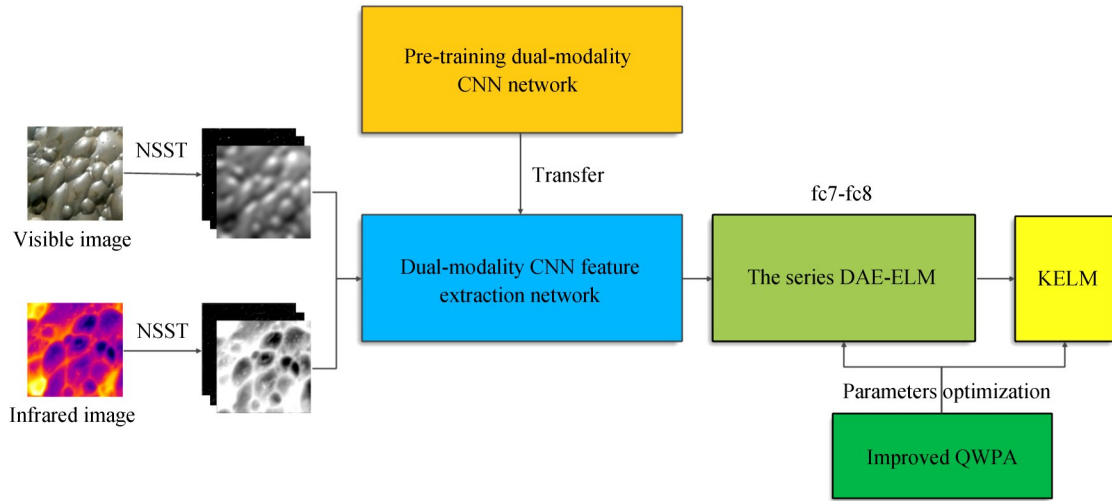 Pre-training dual-modality
CNN network
NSST
Transfer
fc7-fc8
Visible image
Dual-modality CNN feature
extraction network
The series DAE-ELM
KELM
NSST
Infrared image
Parameters optimization
Improved QWPA